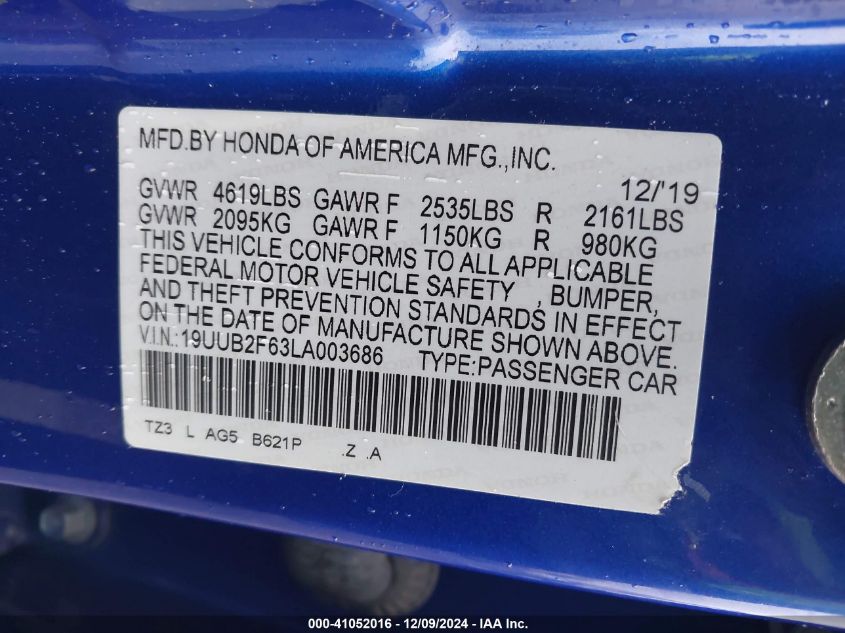 MFD.BY HONDA OF AMERICA MFG.,INC.
12/'19
GVWR 4619LBS GAWR F 2535LBS R 2161LBS
GVWR 2095KG GAWR F 1150KG R 980KG
THIS VEHICLE CONFORMS TO ALL APPLICABLE
FEDERAL MOTOR VEHICLE SAFETY , BUMPER,
AND THEFT PREVENTION STANDARDS IN EFFECT
ON THE DATE OF MANUFACTURE SHOWN ABOVE.
V.I.N.: 19UUB2F63LA003686 TYPE:PASSENGER CAR
TZ3 L AG5 B621P .Z .A
000-41052016 - 12/09/2024 - IAA Inc.